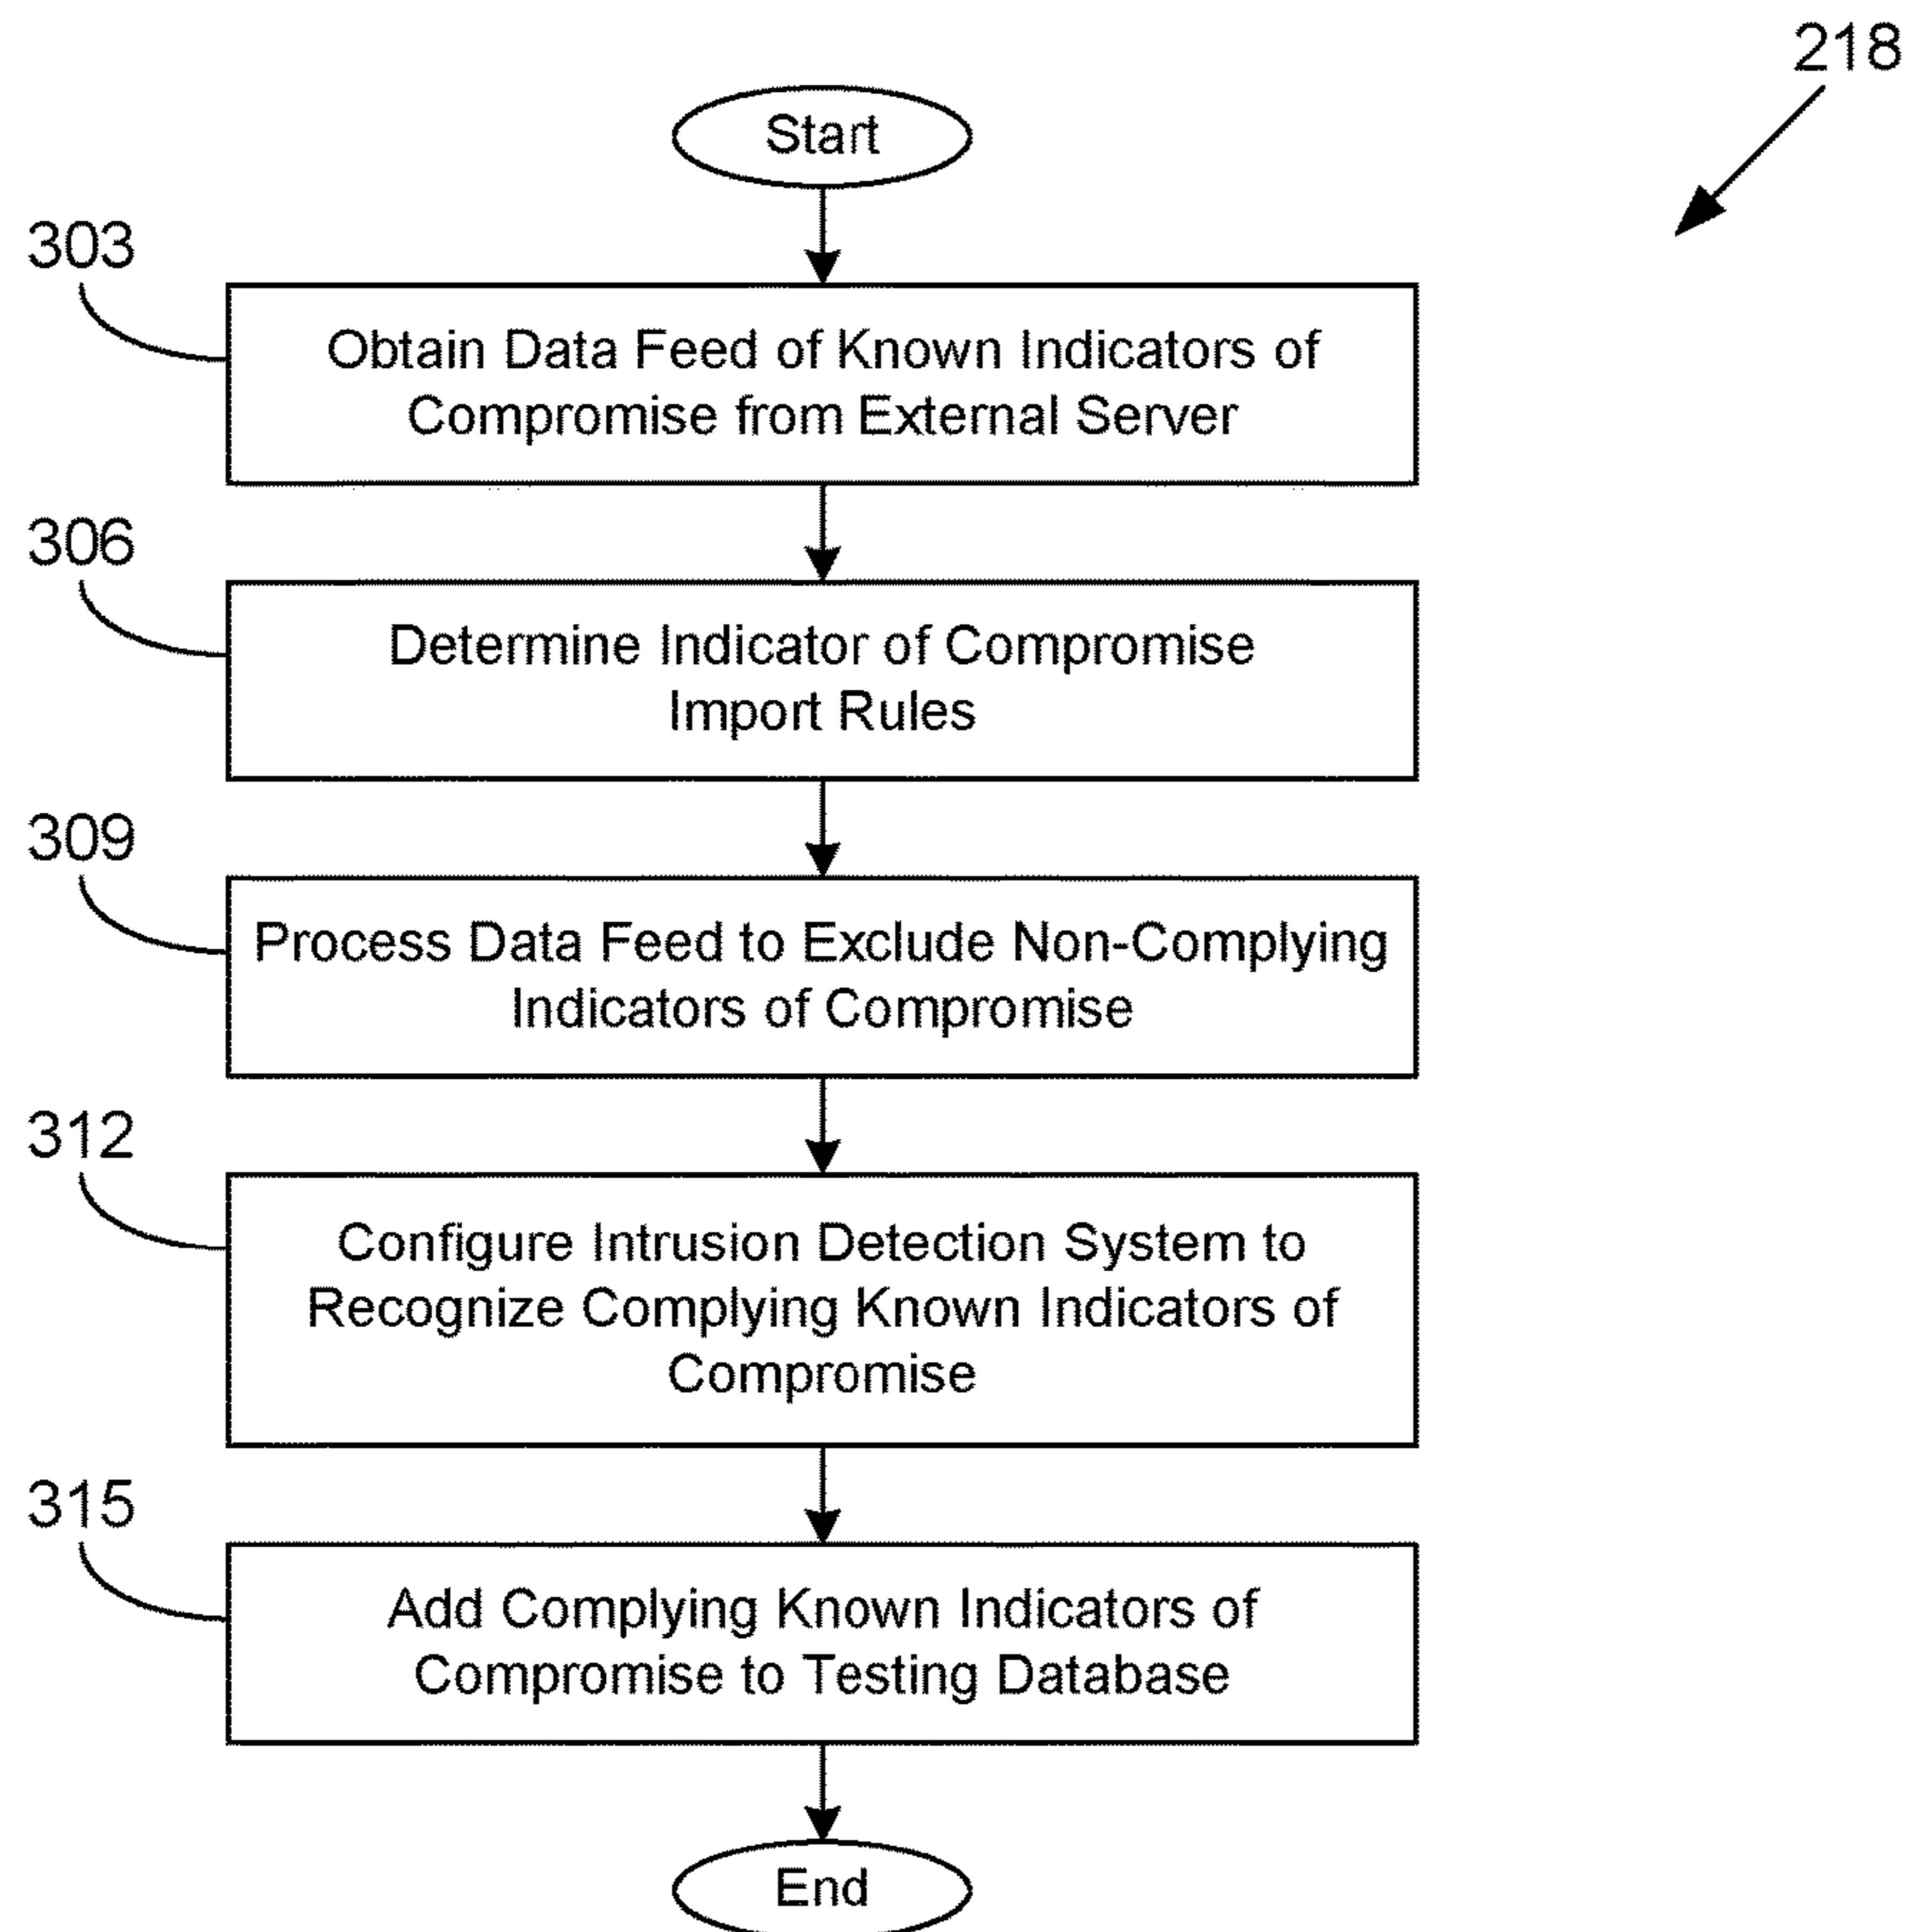 218
Start
303
Obtain Data Feed of Known Indicators of
Compromise from External Server
306
Determine Indicator of Compromise
Import Rules
309
Process Data Feed to Exclude Non-Complying
Indicators of Compromise
312
Configure Intrusion Detection System to
Recognize Complying Known Indicators of
Compromise
315
Add Complying Known Indicators of
Compromise to Testing Database
End